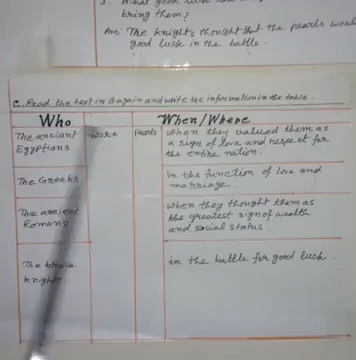 bring them?
Ans: The knights thought that the pearls
good luck in the battle.
C. Read the text in B again and write the information in the table.
Who When/Where
The anciant Egyptians wore pearls When they valued them as
a sign of love and respect for
the entire nation.
The Greeks In the function of love and
marriage.
The ancient Romans When they thought them as
the greatest sign of wealth
and social status.
The brave knights in the battle for good luck.